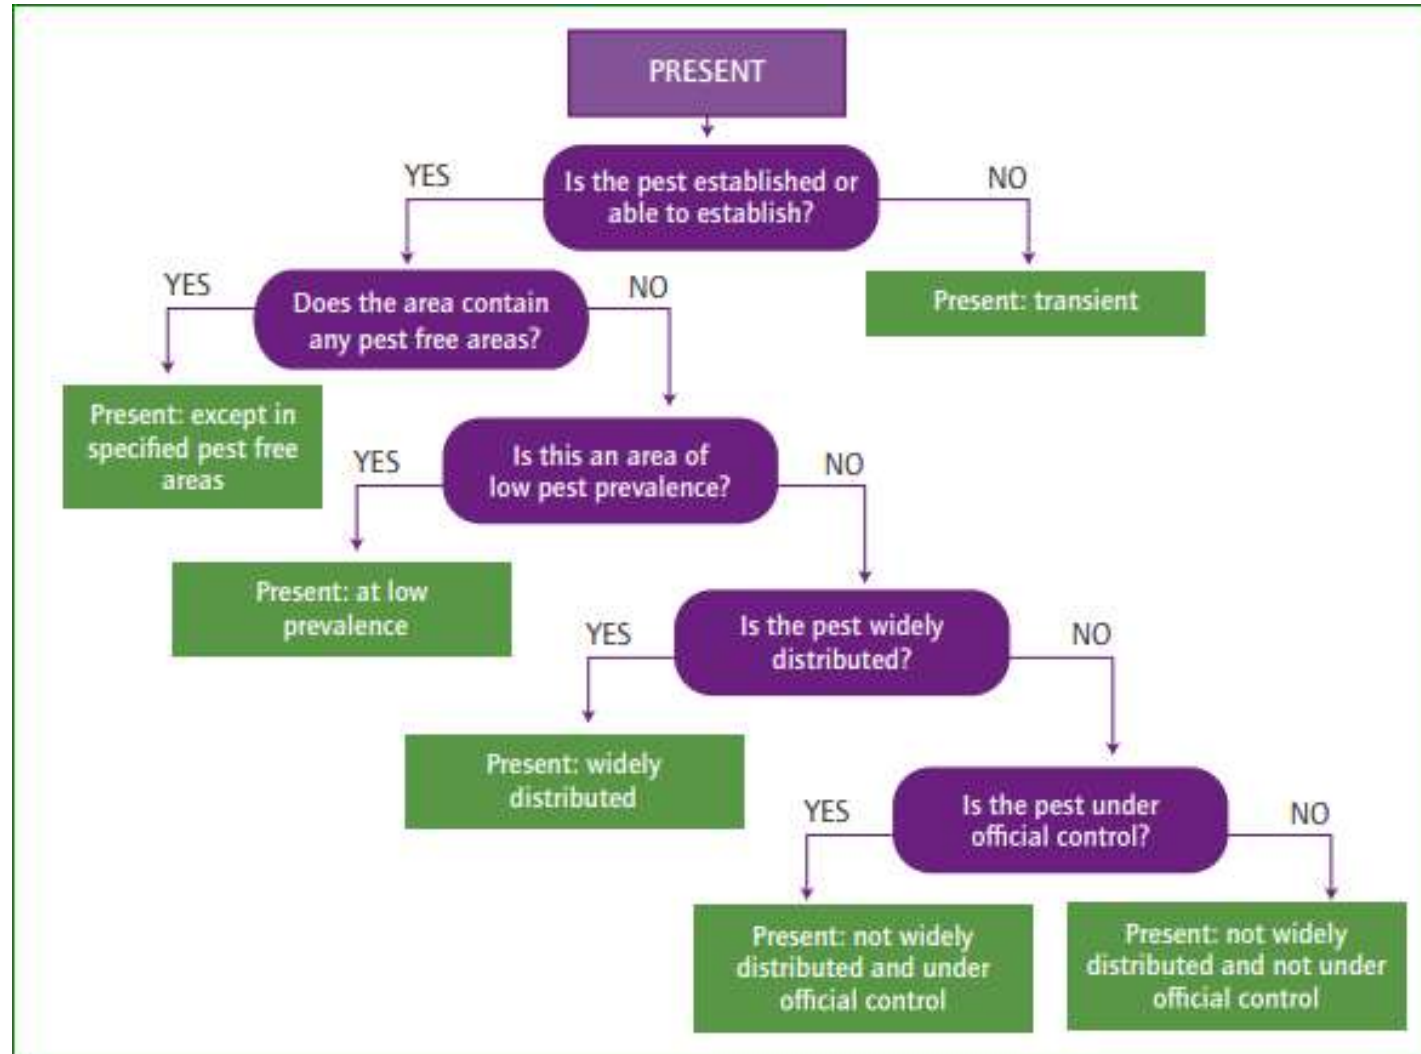 PRESENT
YES
Is the pest established or
able to establish?
NO
YES
Does the area contain
any pest free areas?
NO
Present: transient
Present: except in
specified pest free
areas
YES
Is this an area of
low pest prevalence?
NO
Present: at low
prevalence
YES
Is the pest widely
distributed?
NO
Present: widely
distributed
YES
Is the pest under
official control?
NO
Present: not widely
distributed and under
official control
Present: not widely
distributed and not under
official control